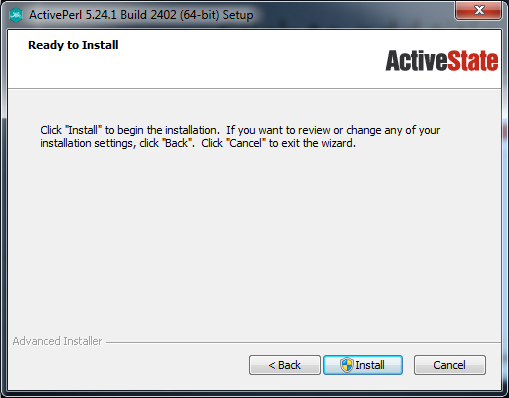 ActivePerl 5.24.1 Build 2402 (64-bit) Setup
Ready to Install
ActiveState
Click "Install" to begin the installation.  If you want to review or change any of your
installation settings, click "Back".  Click "Cancel" to exit the wizard.
Advanced Installer
< Back
Install
Cancel